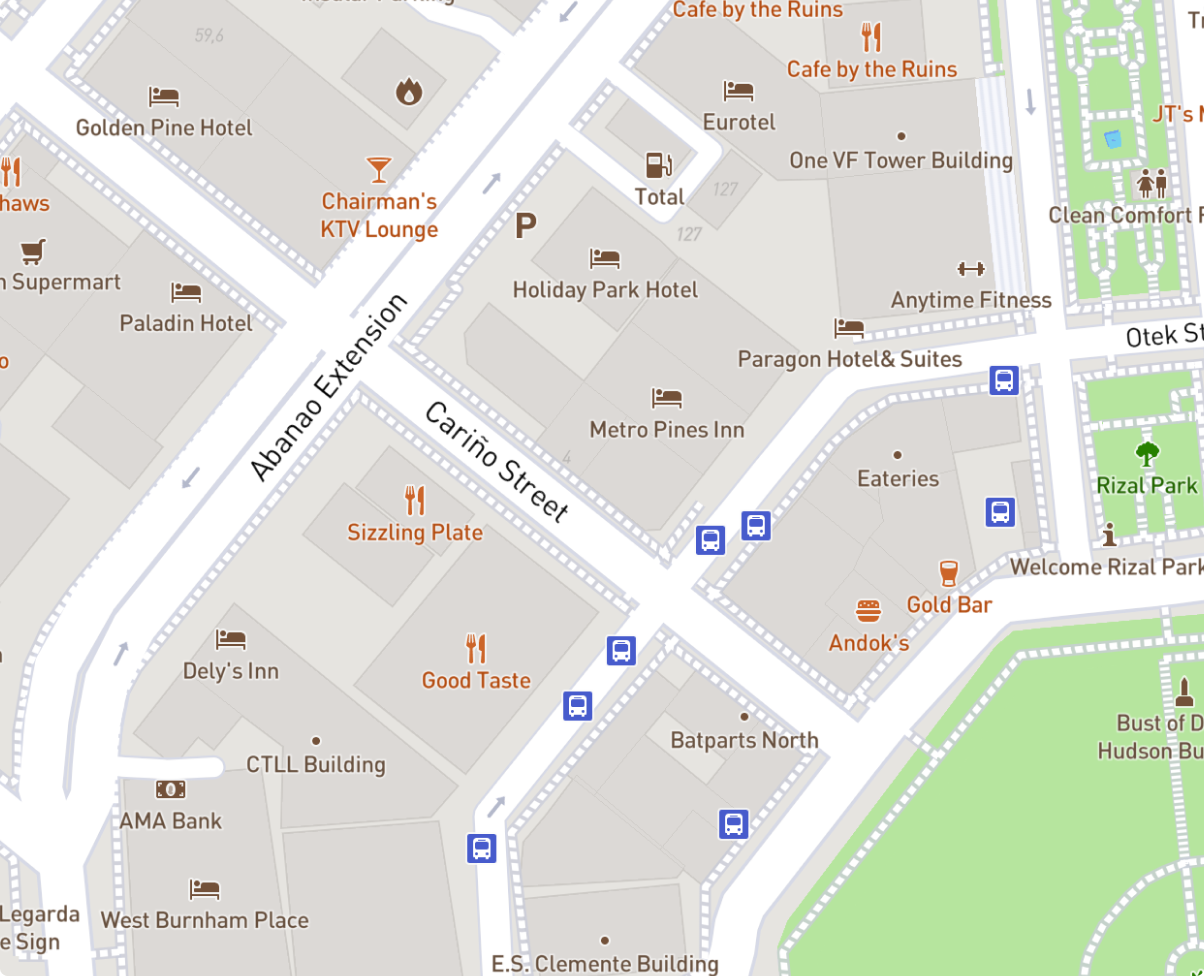 Cafe by the Ruins
59,6
Cafe by the Ruins
Golden Pine Hotel
Eurotel
JT's
One VF Tower Building
Total
127
haws
Chairman's
KTV Lounge
P
Clean Comfort
127
Supermart
Holiday Park Hotel
Anytime Fitness
Paladin Hotel
Otek St
Paragon Hotel& Suites
Abanao Extension
Metro Pines Inn
Cariño Street
4
Eateries
Rizal Park
Sizzling Plate
Welcome Rizal Park
Gold Bar
Andok's
Dely's Inn
Good Taste
Bust of D
Hudson Bu
Batparts North
CTLL Building
AMA Bank
Legarda
e Sign
West Burnham Place
E.S. Clemente Building